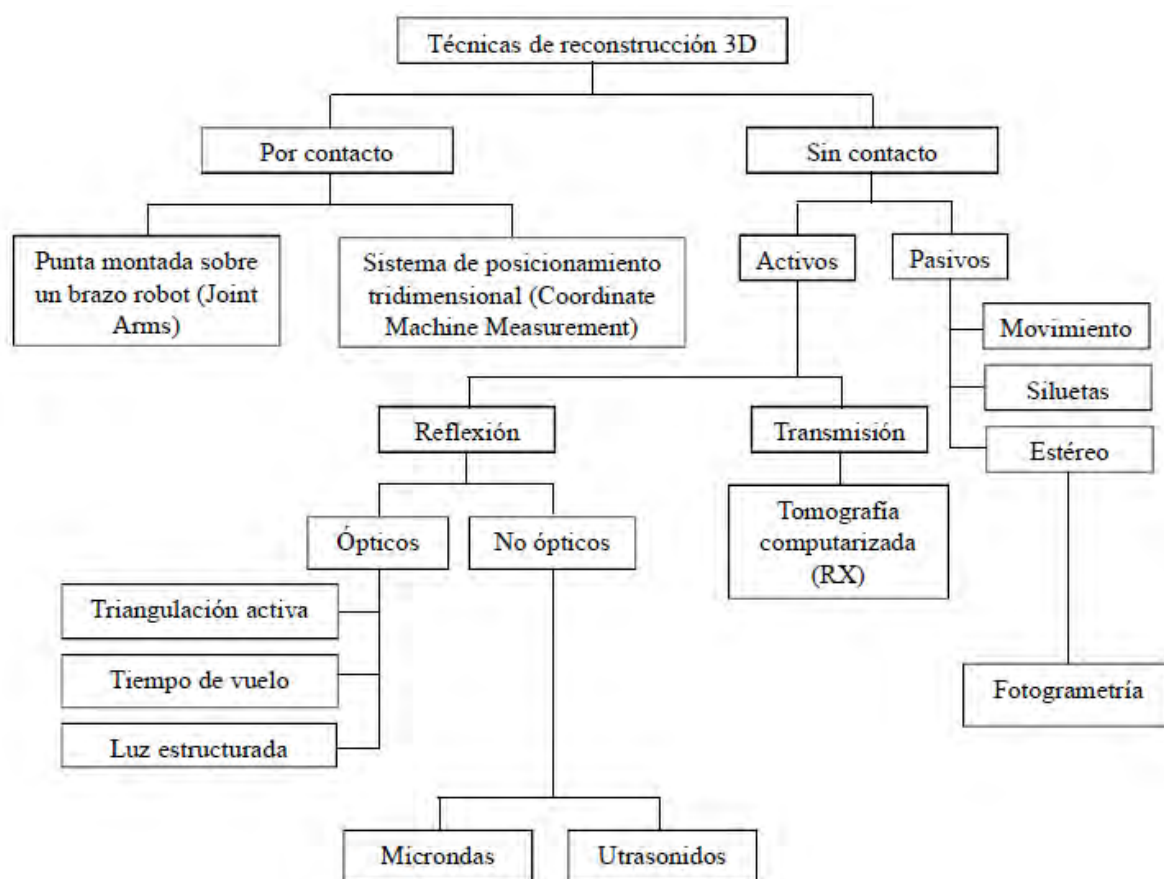 Técnicas de reconstrucción 3D
Por contacto
Sin contacto
Punta montada sobre
un brazo robot (Joint
Arms)
Sistema de posicionamiento
tridimensional (Coordinate
Machine Measurement)
Activos
Pasivos
Movimiento
Siluetas
Estéreo
Reflexión
Transmisión
Ópticos
No ópticos
Tomografía
computarizada
(RX)
Triangulación activa
Tiempo de vuelo
Luz estructurada
Fotogrametría
Microndas
Utrasonidos